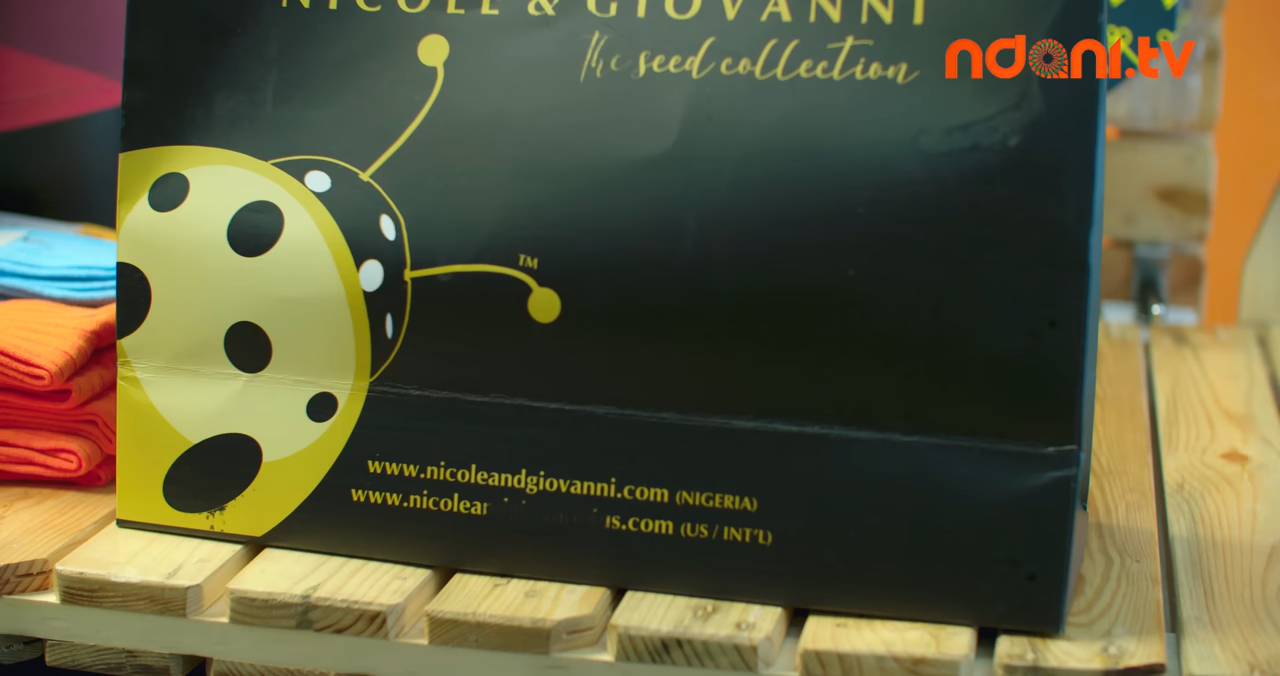 NICOLE & GIOVANNI
The seed collection
ndani.tv
TM
www.nicoleandgiovanni.com (NIGERIA)
(US / INT'L)